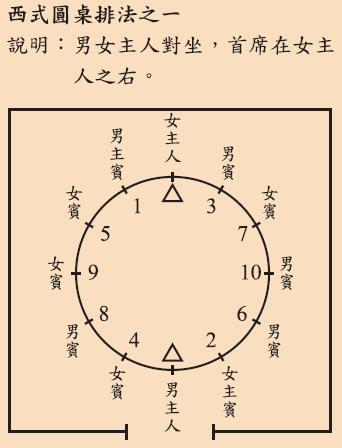 西式圓桌排法之一
說明：男女主人對坐，首席在女主
人之右。
女主人
男主賓
男賓
1
3
女賓
女賓
5
7
女賓
9
10
男賓
8
6
男賓
男賓
4
2
女賓
女主賓
男主人